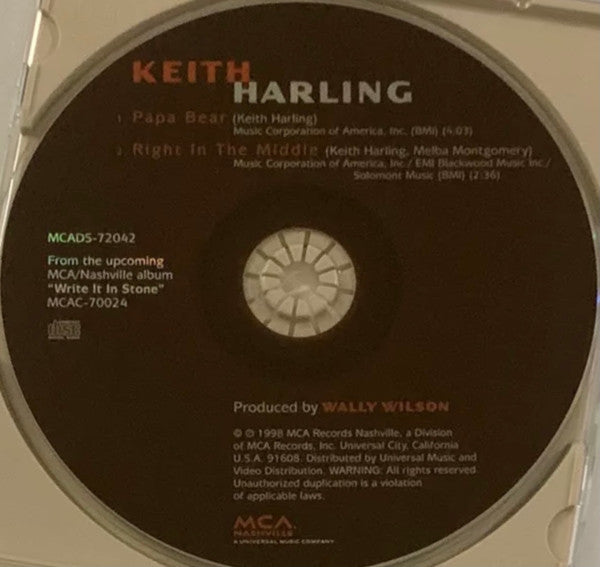 KEITH
HARLING
1. Papa Bear (Keith Harling)
Music Corporation of America, Inc. (BMI) (4:03)
2. Right In The Middle (Keith Harling, Melba Montgomery)
Music Corporation of America, Inc./ EMI Blackwood Music Inc./
Solomont Music (BMI) (2:36)
MCADS-72042
From the upcoming
MCA/Nashville album
"Write It In Stone"
MCAC-70024
disc
Produced by WALLY WILSON
© ℗ 1998 MCA Records Nashville, a Division
of MCA Records, Inc. Universal City, California
U.S.A. 91608. Distributed by Universal Music and
Video Distribution. WARNING: All rights reserved.
Unauthorized duplication is a violation
of applicable laws.
MCA
NASHVILLE
A UNIVERSAL MUSIC COMPANY